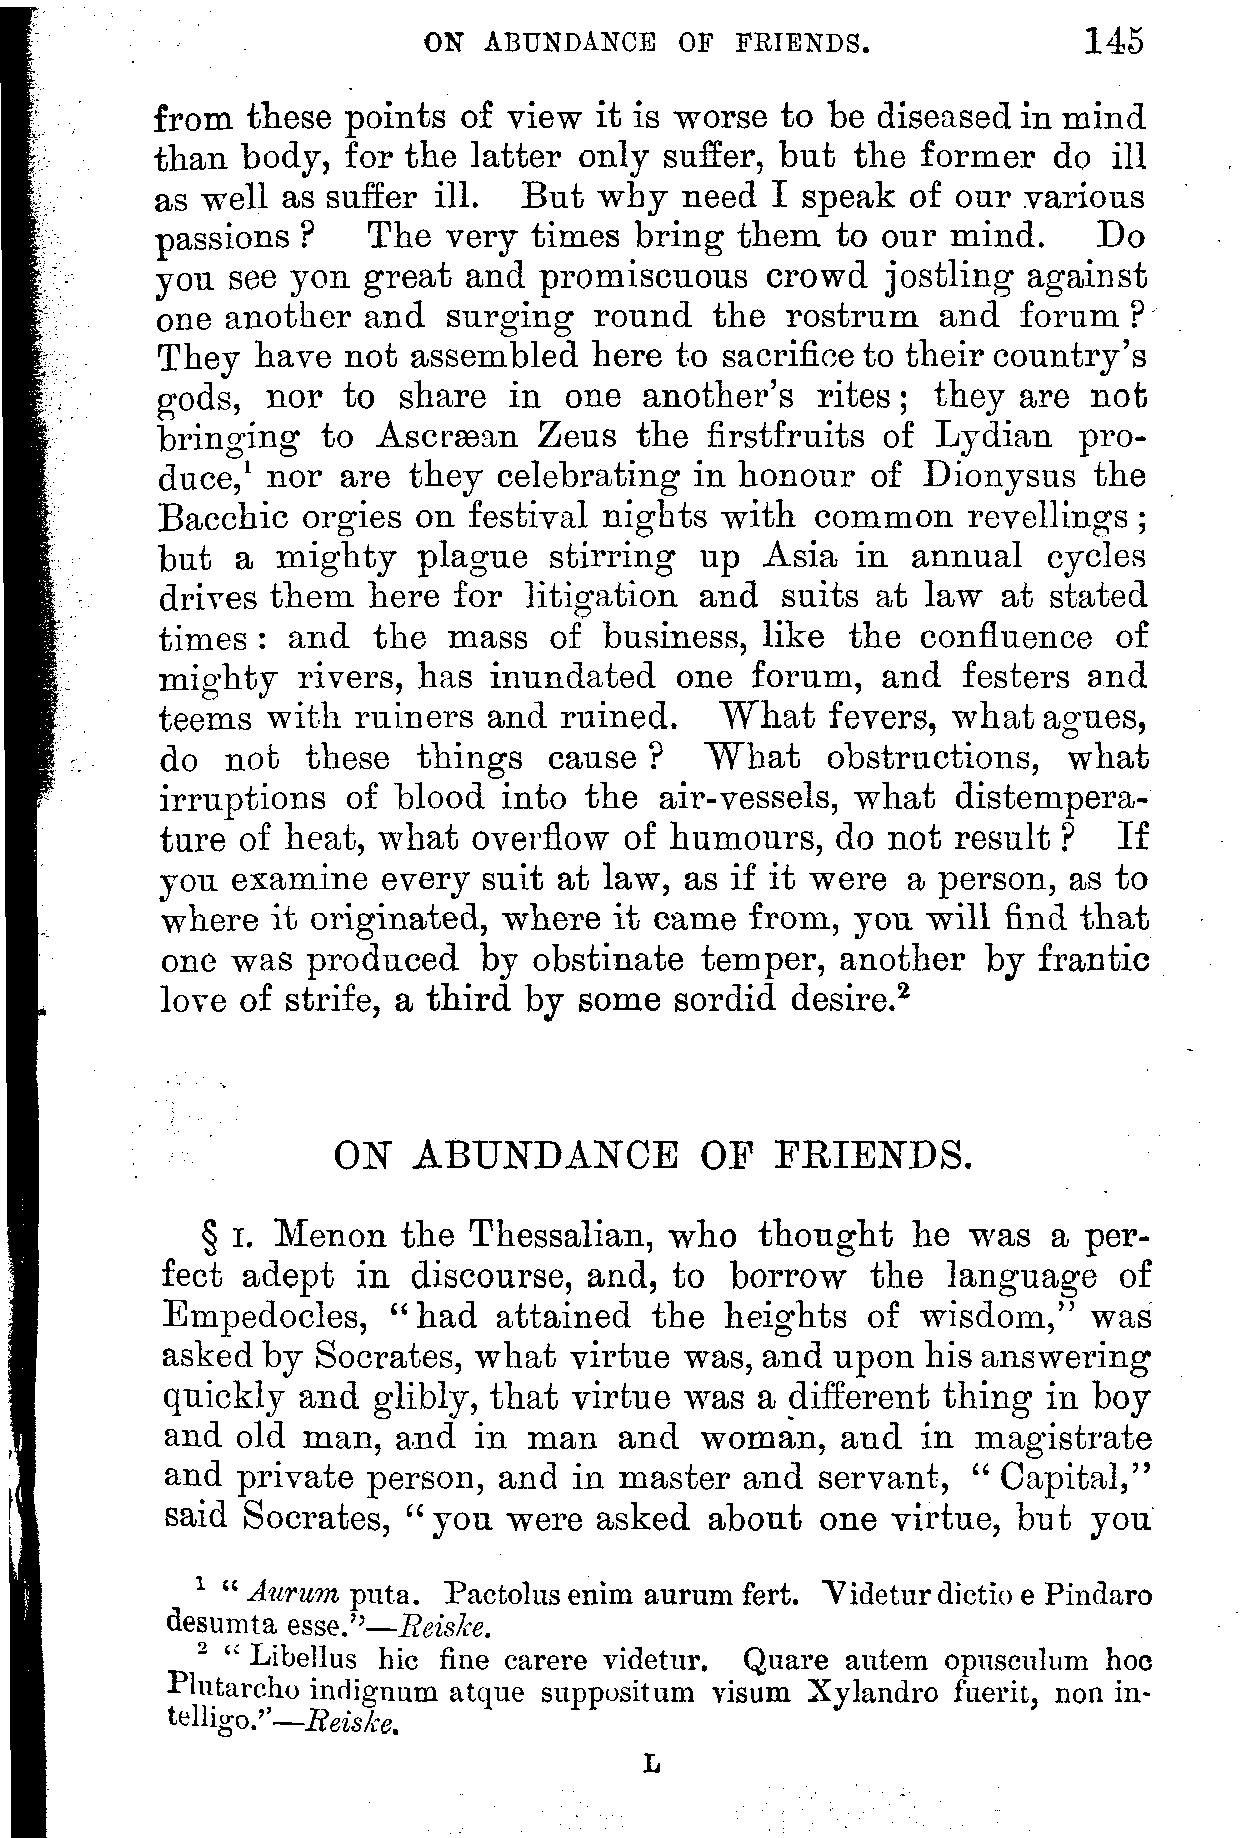 ON ABUNDANCE OF FRIENDS. 145
from these points of view it is worse to be diseased in mind
than body, for the latter only suffer, but the former do ill
as well as suffer ill. But why need I speak of our various
passions ? The very times bring them to our mind. Do
you see yon great and promiscuous crowd jostling against
one another and surging round the rostrum and forum ?
They have not assembled here to sacrifice to their country's
gods, nor to share in one another's rites; they are not
bringing to Ascræan Zeus the firstfruits of Lydian pro-
duce,¹ nor are they celebrating in honour of Dionysus the
Bacchic orgies on festival nights with common revellings ;
but a mighty plague stirring up Asia in annual cycles
drives them here for litigation and suits at law at stated
times : and the mass of business, like the confluence of
mighty rivers, has inundated one forum, and festers and
teems with ruiners and ruined. What fevers, what agues,
do not these things cause ? What obstructions, what
irruptions of blood into the air-vessels, what distempera-
ture of heat, what overflow of humours, do not result ? If
you examine every suit at law, as if it were a person, as to
where it originated, where it came from, you will find that
one was produced by obstinate temper, another by frantic
love of strife, a third by some sordid desire.²
ON ABUNDANCE OF FRIENDS.
§ I. Menon the Thessalian, who thought he was a per-
fect adept in discourse, and, to borrow the language of
Empedocles, “had attained the heights of wisdom,” was
asked by Socrates, what virtue was, and upon his answering
quickly and glibly, that virtue was a different thing in boy
and old man, and in man and woman, and in magistrate
and private person, and in master and servant, “ Capital,”
said Socrates, “you were asked about one virtue, but you
¹ “ Aurum puta. Pactolus enim aurum fert. Videtur dictio e Pindaro
desumta esse.”—Reiske.
² “ Libellus hic fine carere videtur. Quare autem opusculum hoc
Plutarcho indignum atque suppositum visum Xylandro fuerit, non in-
telligo.”—Reiske.
L